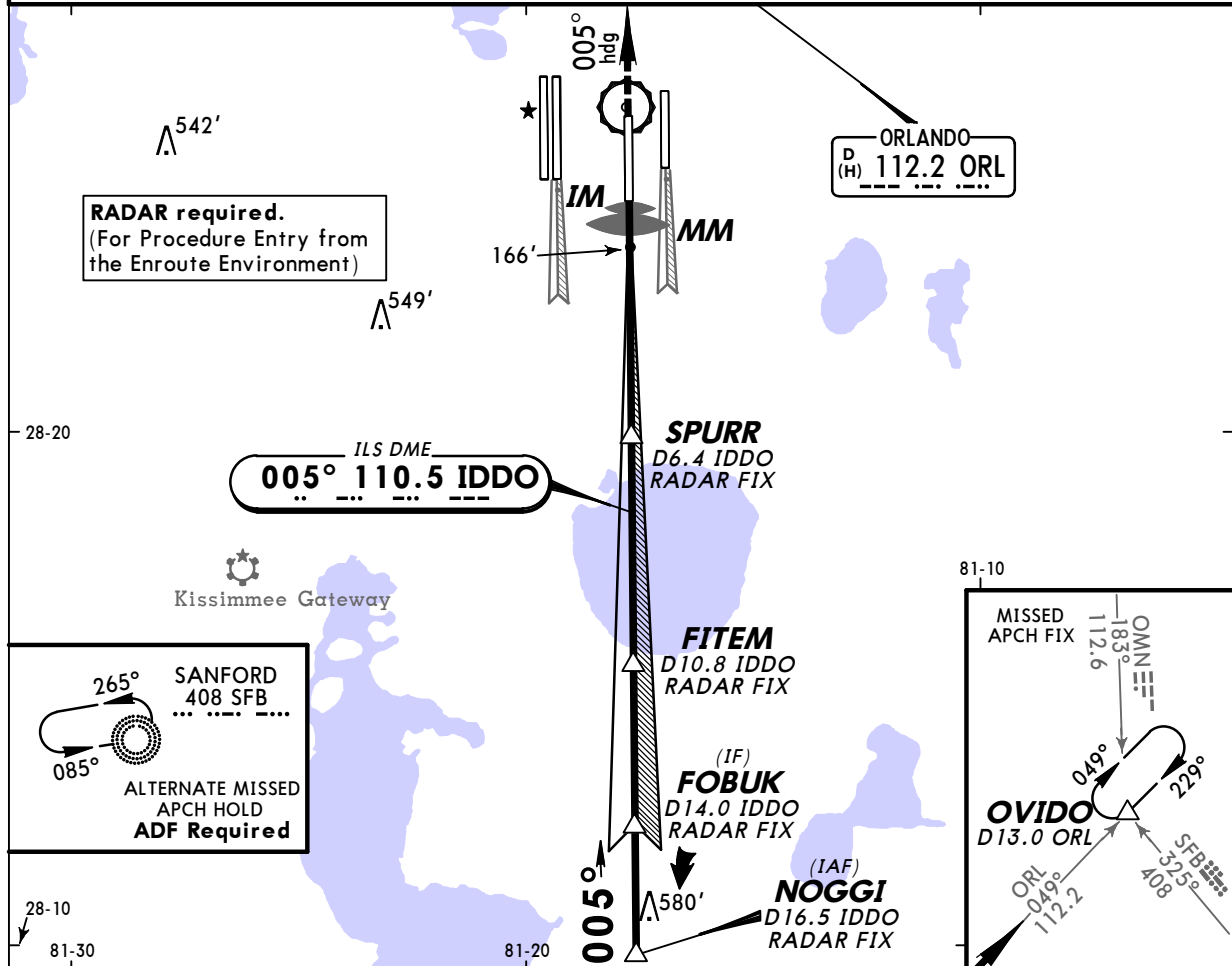 005°
hdg
542'
ORLANDO
D
(H) 112.2 ORL
RADAR required.
(For Procedure Entry from
the Enroute Environment)
IM
MM
166'
549'
28-20
SPURR
D6.4 IDDO
RADAR FIX
ILS DME
005° 110.5 IDDO
Kissimmee Gateway
81-10
FITEM
D10.8 IDDO
RADAR FIX
SANFORD
408 SFB
265°
085°
ALTERNATE MISSED
APCH HOLD
ADF Required
(IF)
FOBUK
D14.0 IDDO
RADAR FIX
005°
580'
(IAF)
NOGGI
D16.5 IDDO
RADAR FIX
MISSED
APCH FIX
OMN
183°
112.6
049°
229°
OVIDO
D13.0 ORL
ORL
049°
112.2
SFB
325°
408
28-10
81-30
81-20